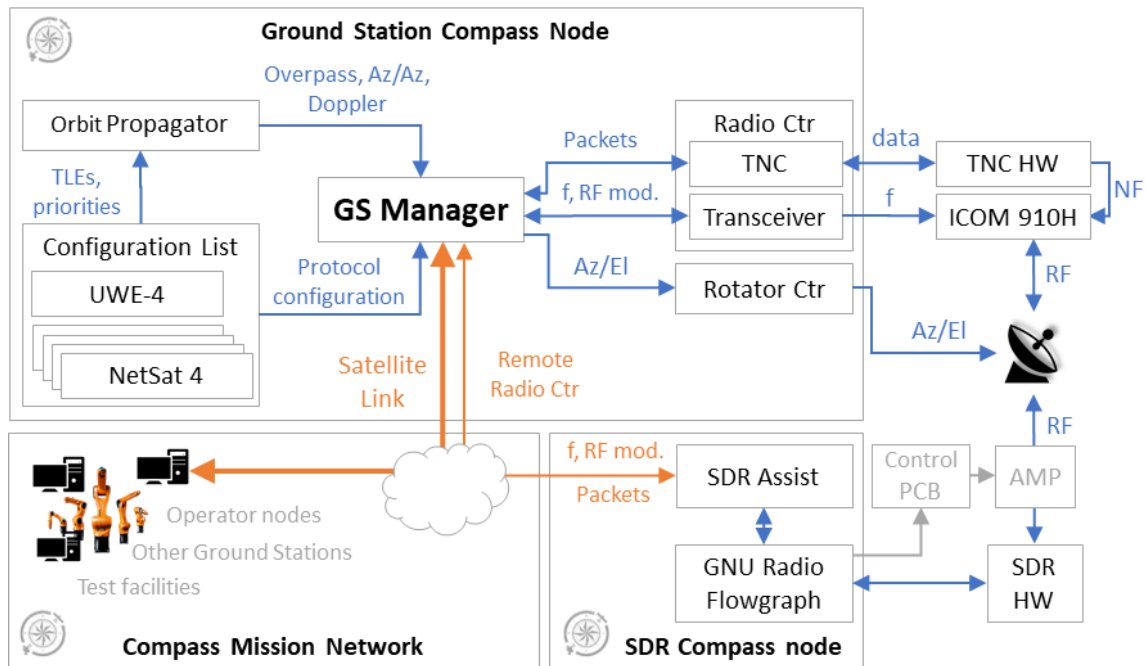 Ground Station Compass Node
Overpass, Az/Az,
Doppler
Orbit Propagator
TLEs,
priorities
Configuration List
UWE-4
NetSat 4
Protocol
configuration
GS Manager
Packets
f, RF mod.
Az/El
Radio Ctr
TNC
Transceiver
Rotator Ctr
data
f
TNC HW
ICOM 910H
NF
RF
Az/El
RF
Satellite
Link
Remote
Radio Ctr
f, RF mod.
Packets
SDR Assist
Control
PCB
AMP
GNU Radio
Flowgraph
SDR
HW
Operator nodes
Other Ground Stations
Test facilities
Compass Mission Network
SDR Compass node